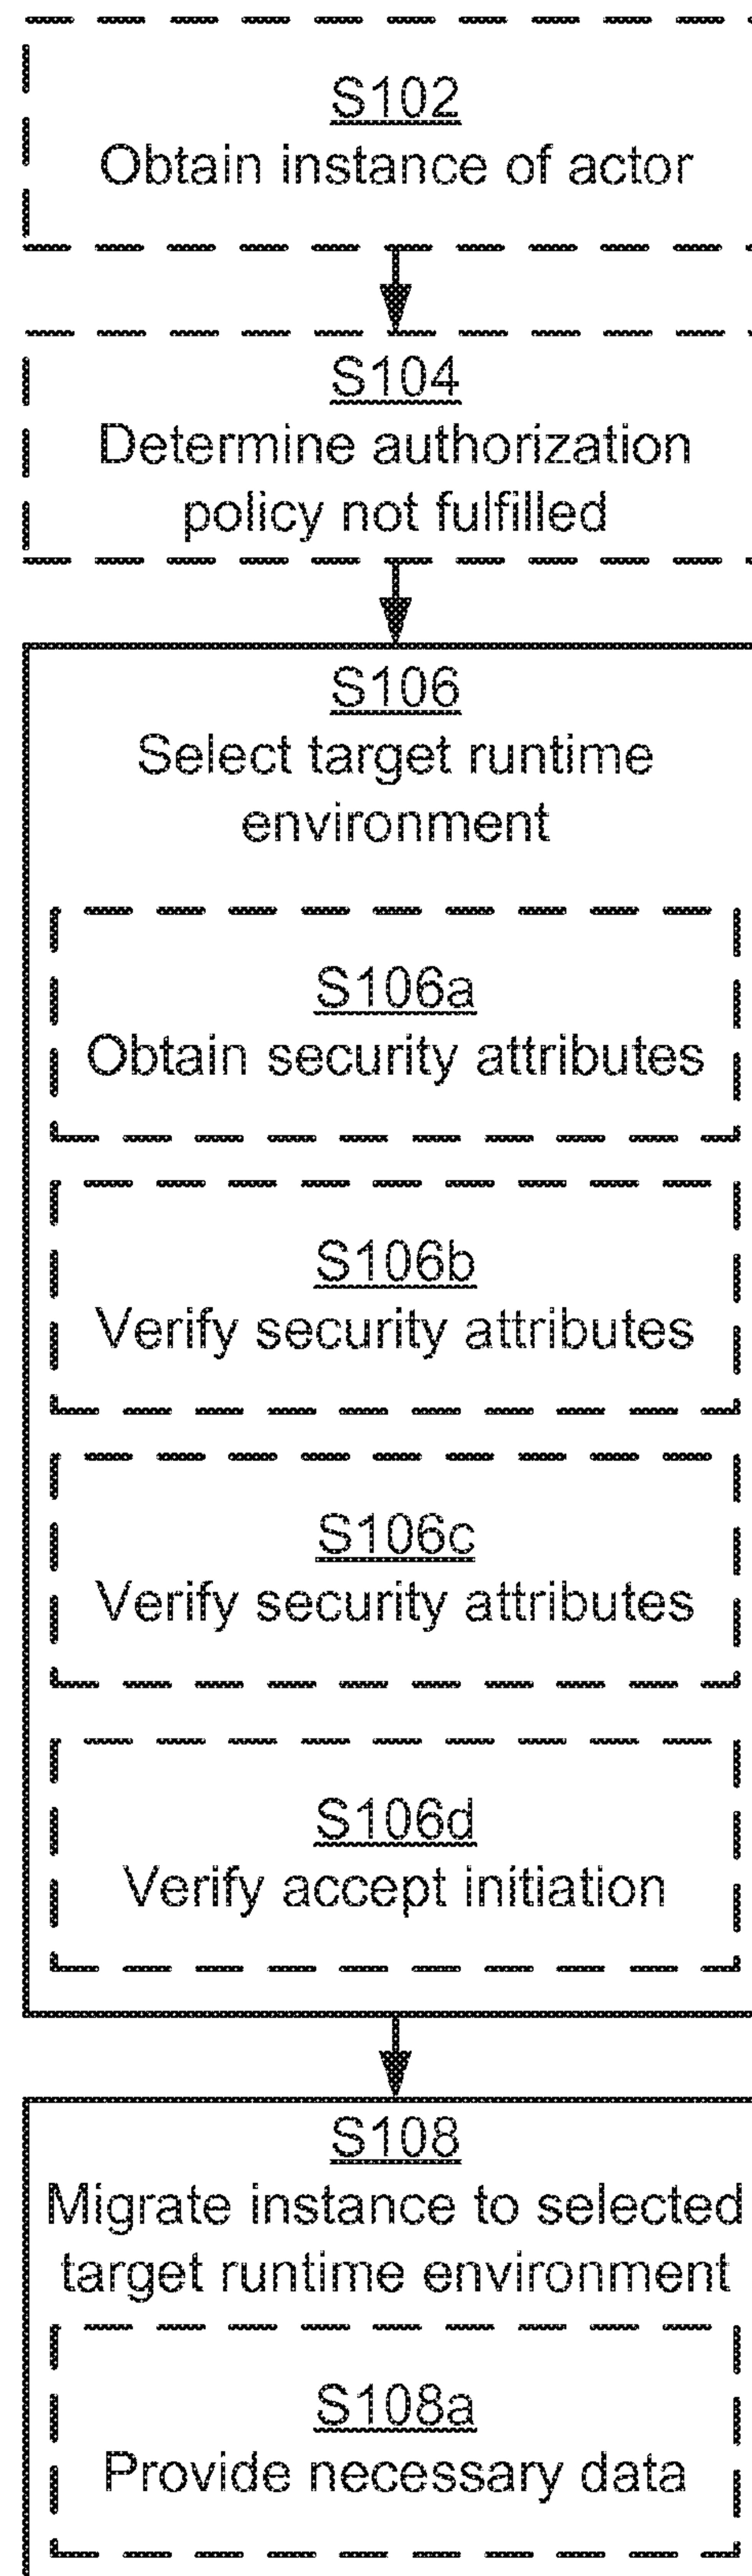 S102
Obtain instance of actor
S104
Determine authorization
policy not fulfilled
S106
Select target runtime
environment
S106a
Obtain security attributes
S106b
Verify security attributes
S106c
Verify security attributes
S106d
Verify accept initiation
S108
Migrate instance to selected
target runtime environment
S108a
Provide necessary data